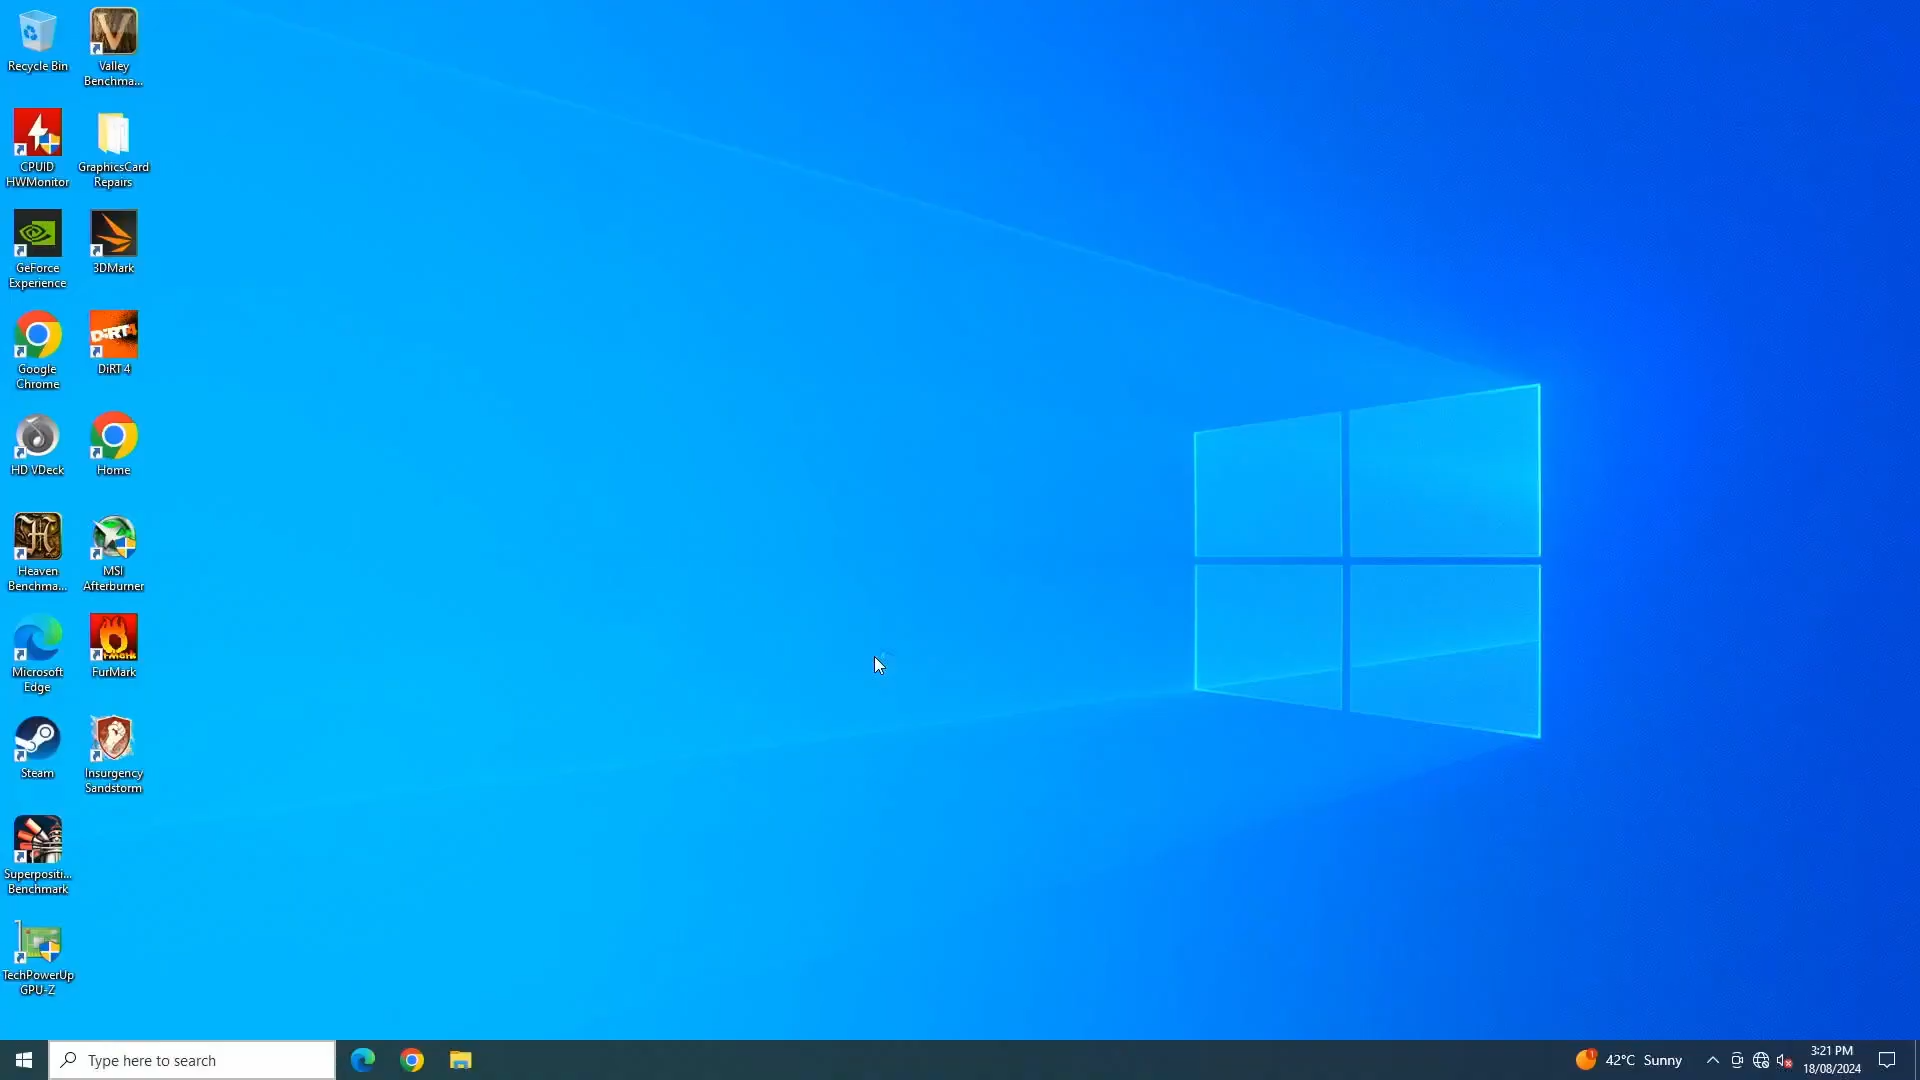 Recycle Bin
Valley
Benchma...
CPUID
HWMonitor
GraphicsCard
Repairs
GeForce
Experience
3DMark
Google
Chrome
DiRT 4
HD VDeck
Home
Heaven
Benchma...
MSI
Afterburner
Microsoft
Edge
FurMark
Steam
Insurgency
Sandstorm
Superpositi...
Benchmark
TechPowerUp
GPU-Z
Type here to search
42°C Sunny
3:21 PM
18/08/2024